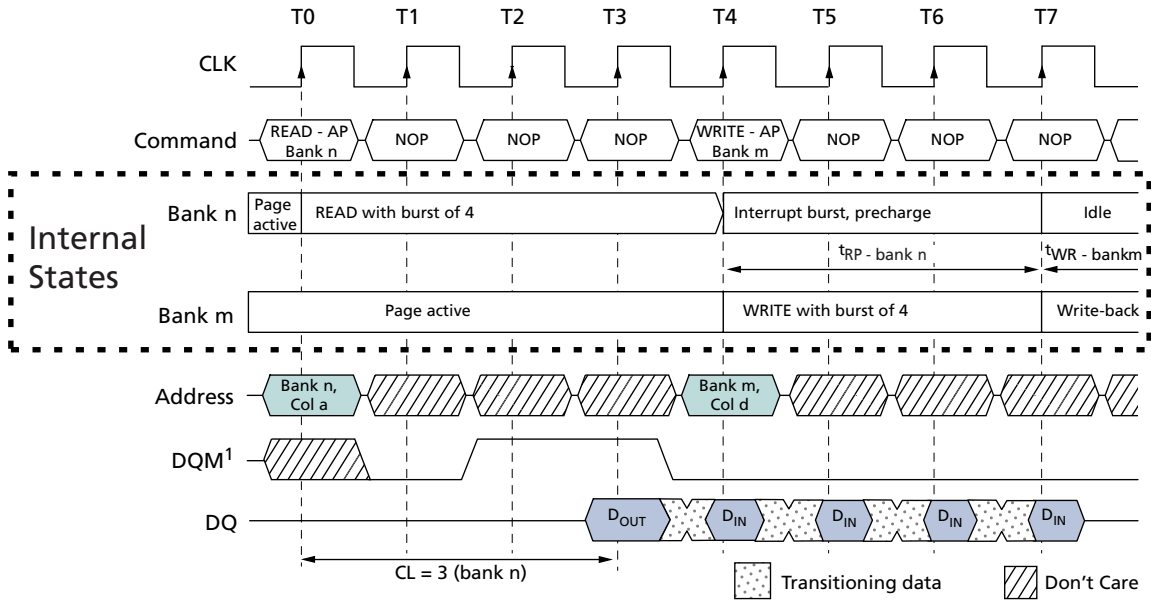 T0 T1 T2 T3 T4 T5 T6 T7
CLK
Command
READ - AP
Bank n
NOP
NOP
NOP
WRITE - AP
Bank m
NOP
NOP
NOP
Internal
States
Bank n
Page
active
READ with burst of 4
Interrupt burst, precharge
Idle
tRP - bank n
tWR - bankm
Bank m
Page active
WRITE with burst of 4
Write-back
Address
Bank n,
Col a
Bank m,
Col d
DQM1
DQ
DOUT
DIN
DIN
DIN
DIN
CL = 3 (bank n)
Transitioning data
Don't Care